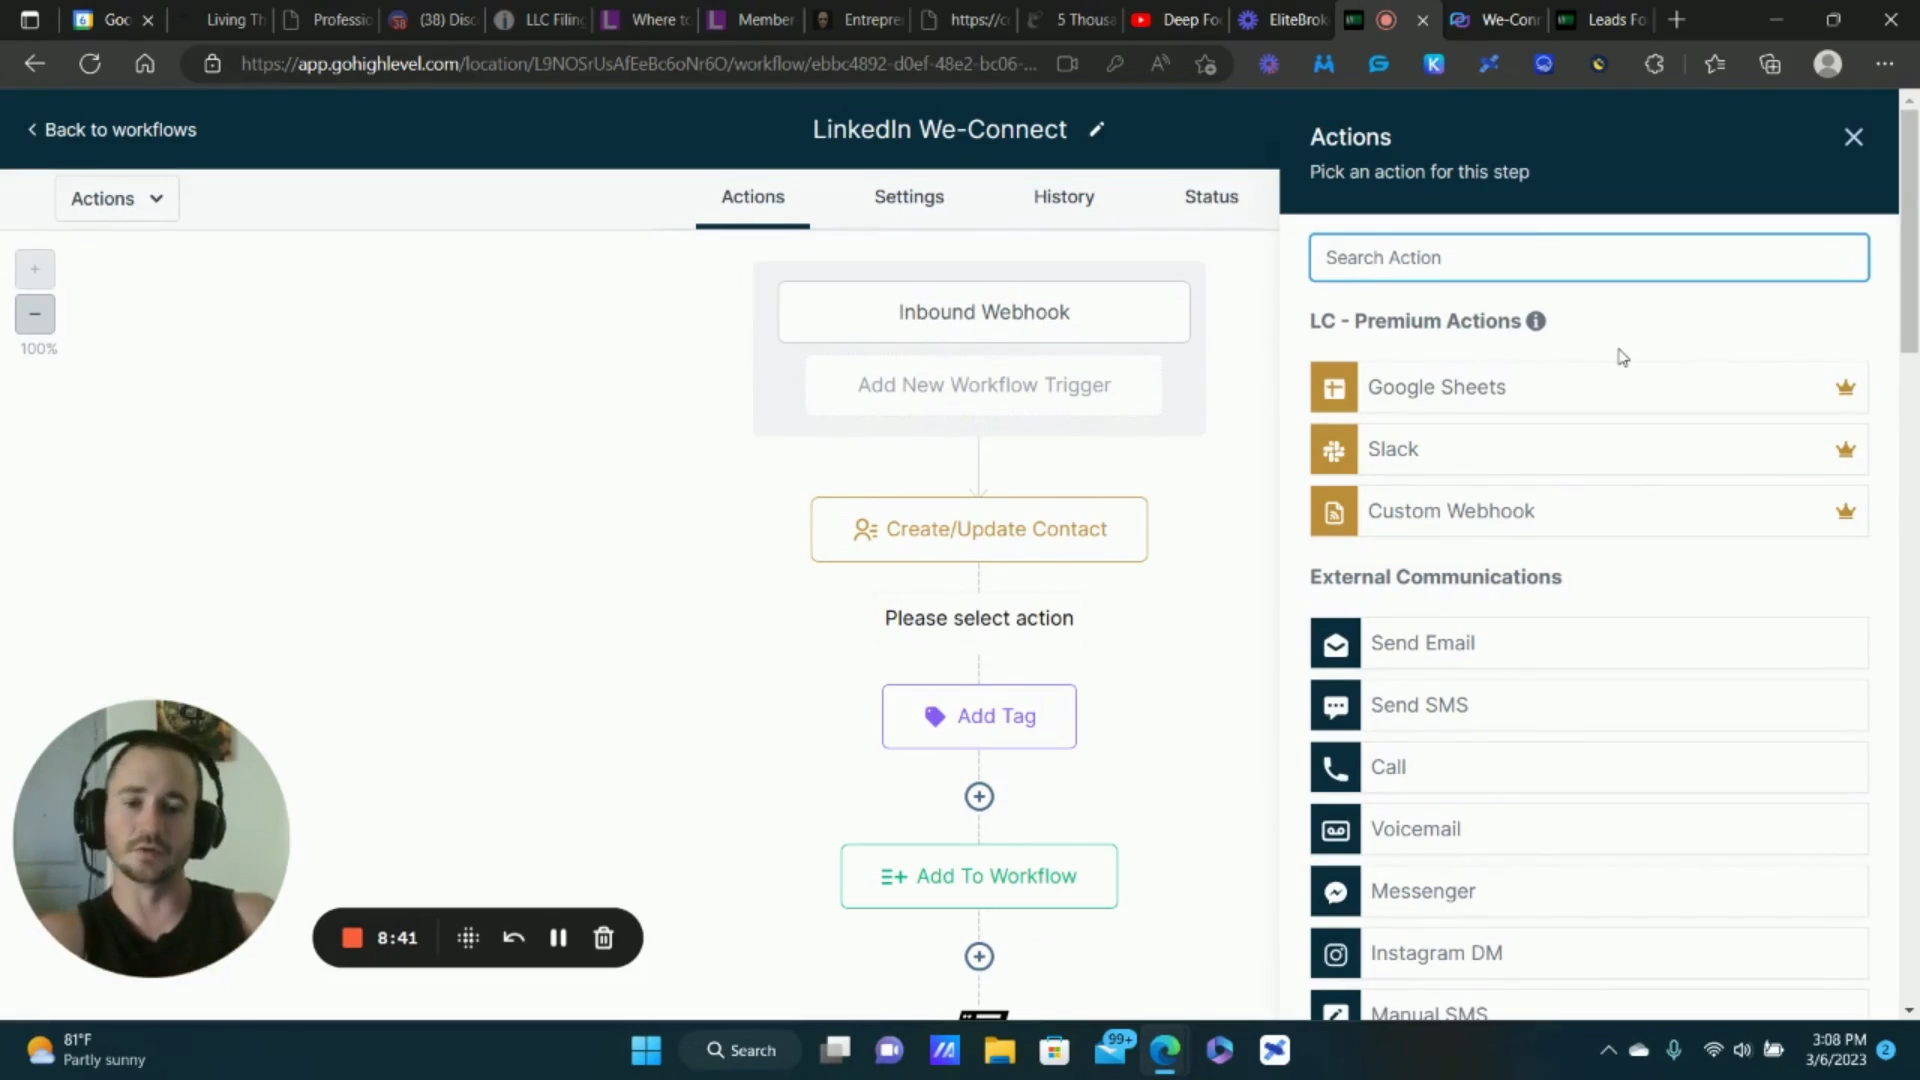 Goo
Living Th
Professio
(38) Disc
LLC Filing
Where to
Member
Entrepre
https://c
5 Thousa
Deep Fo
EliteBrok
We-Conn
Leads Fo
https://app.gohighlevel.com/location/L9NOSrUsAfEeBc6oNr6O/workflow/ebbc4892-d0ef-48e2-bc06-...
Back to workflows
LinkedIn We-Connect
Actions
Actions
Settings
History
Status
100%
Inbound Webhook
Add New Workflow Trigger
Create/Update Contact
Please select action
Add Tag
Add To Workflow
8:41
Actions
Pick an action for this step
Search Action
LC - Premium Actions
Google Sheets
Slack
Custom Webhook
External Communications
Send Email
Send SMS
Call
Voicemail
Messenger
Instagram DM
Manual SMS
81°F
Partly sunny
Search
99+
3:08 PM
3/6/2023
2